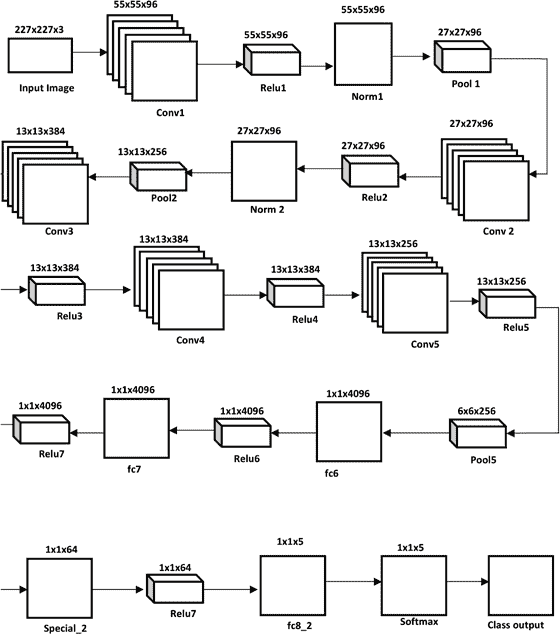 227x227x3
Input Image
55x55x96
Conv1
55x55x96
Relu1
55x55x96
Norm1
27x27x96
Pool 1
13x13x384
Conv3
13x13x256
Pool2
27x27x96
Norm 2
27x27x96
Relu2
27x27x96
Conv 2
13x13x384
Relu3
13x13x384
Conv4
13x13x384
Relu4
13x13x256
Conv5
13x13x256
Relu5
1x1x4096
Relu7
1x1x4096
fc7
1x1x4096
Relu6
1x1x4096
fc6
6x6x256
Pool5
1x1x64
Special_2
1x1x64
Relu7
1x1x5
fc8_2
1x1x5
Softmax
Class output